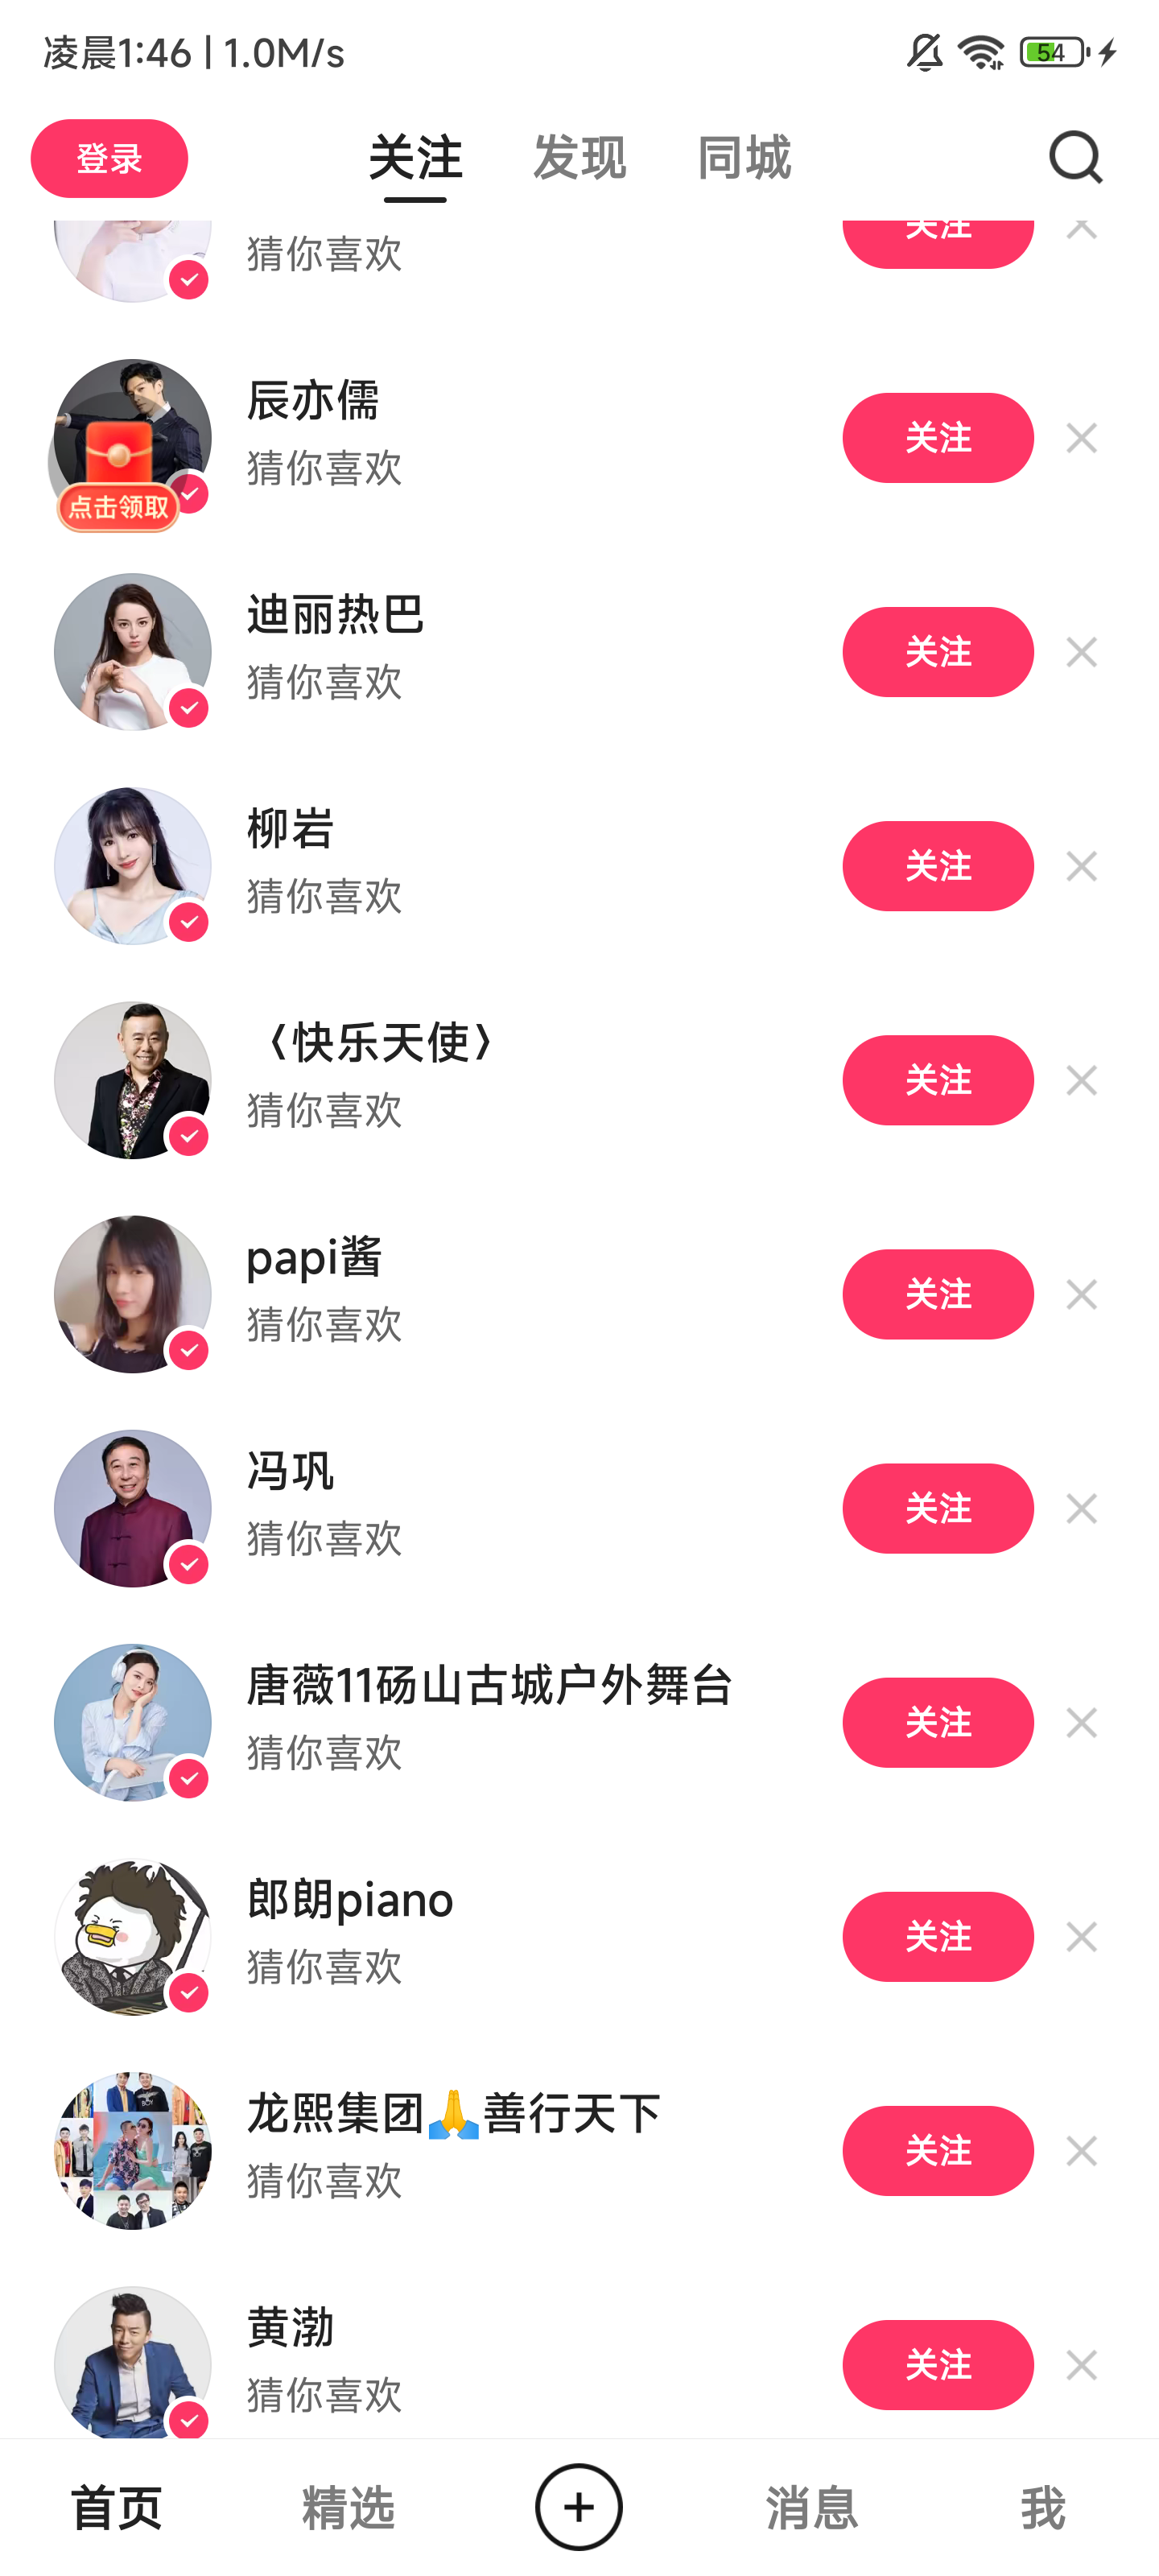 凌晨1:46 | 1.0M/s
54
登录
关注
发现
同城
猜你喜欢
关注
辰亦儒
猜你喜欢
关注
点击领取
迪丽热巴
猜你喜欢
关注
柳岩
猜你喜欢
关注
〈快乐天使〉
猜你喜欢
关注
papi酱
猜你喜欢
关注
冯巩
猜你喜欢
关注
唐薇11砀山古城户外舞台
猜你喜欢
关注
郎朗piano
猜你喜欢
关注
龙熙集团🙏善行天下
猜你喜欢
关注
黄渤
猜你喜欢
关注
首页
精选
消息
我